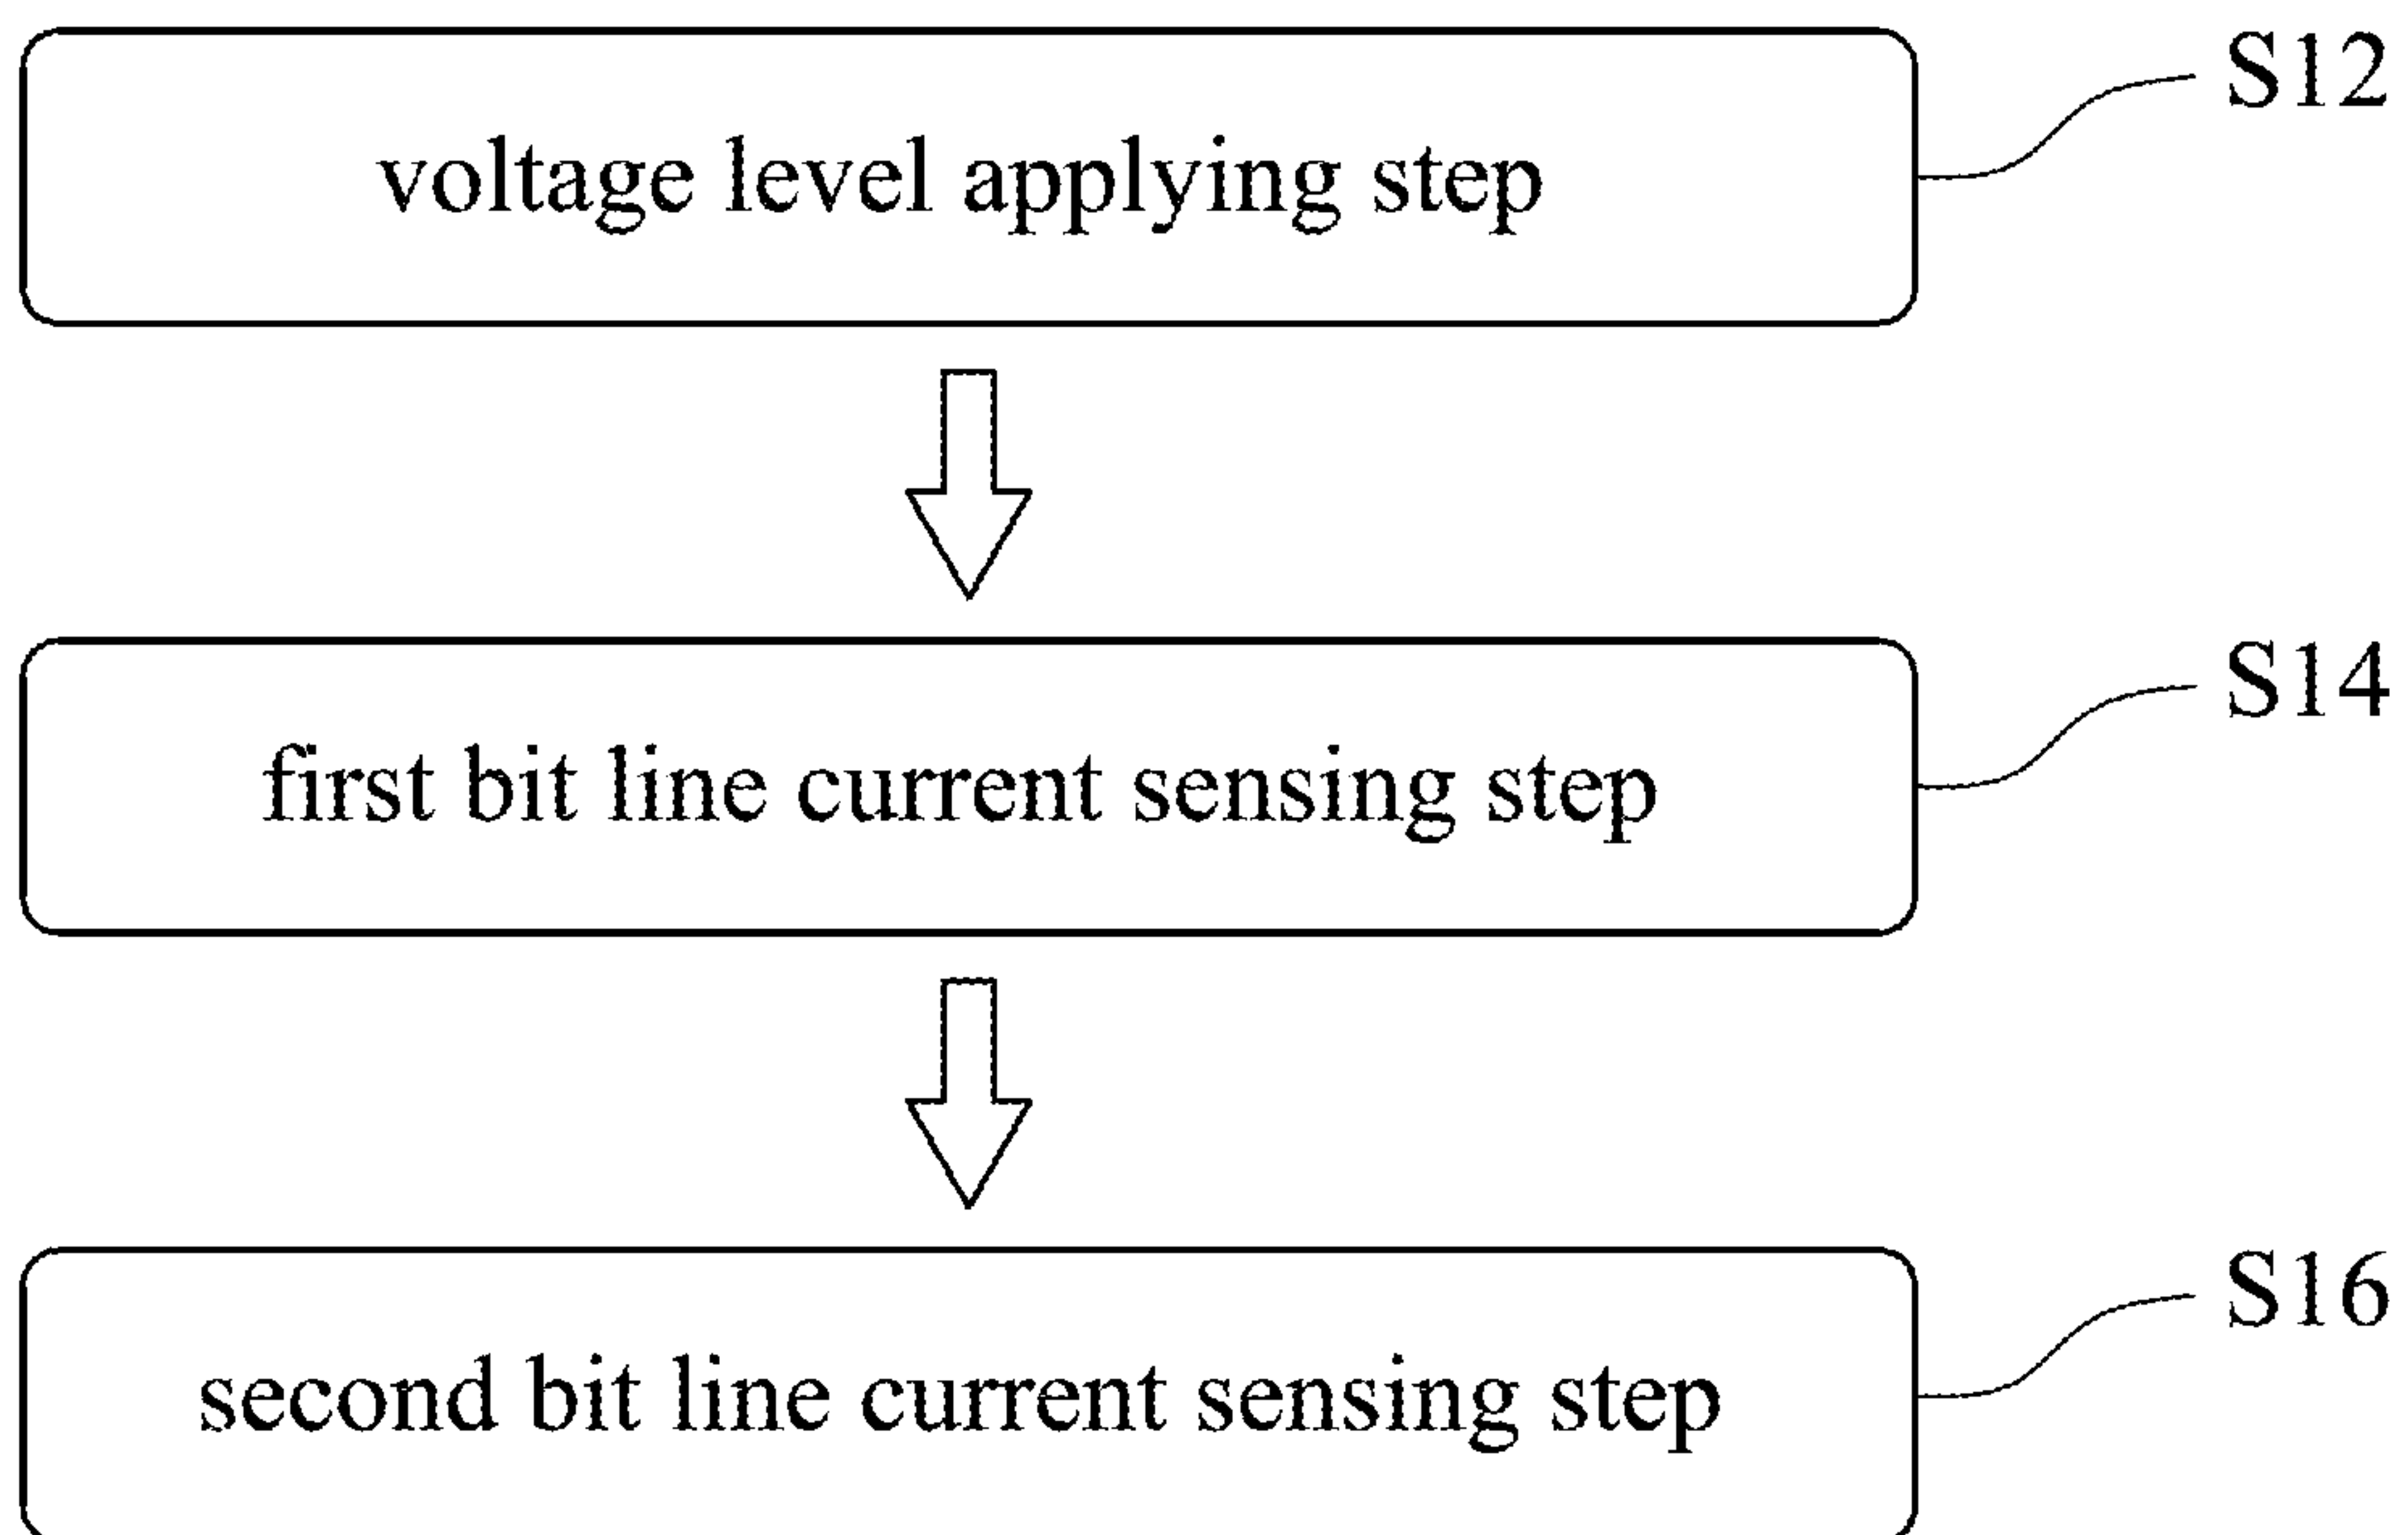 S12
voltage level applying step
S14
first bit line current sensing step
S16
second bit line current sensing step